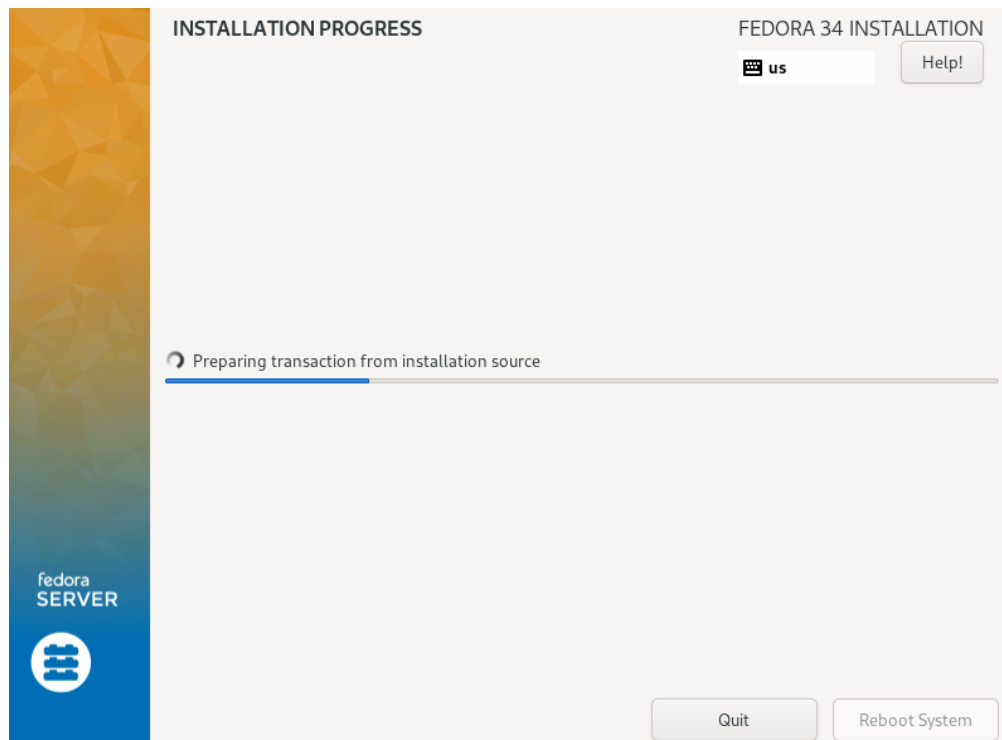 INSTALLATION PROGRESS
FEDORA 34 INSTALLATION
us
Help!
Preparing transaction from installation source
fedora
SERVER
Quit
Reboot System